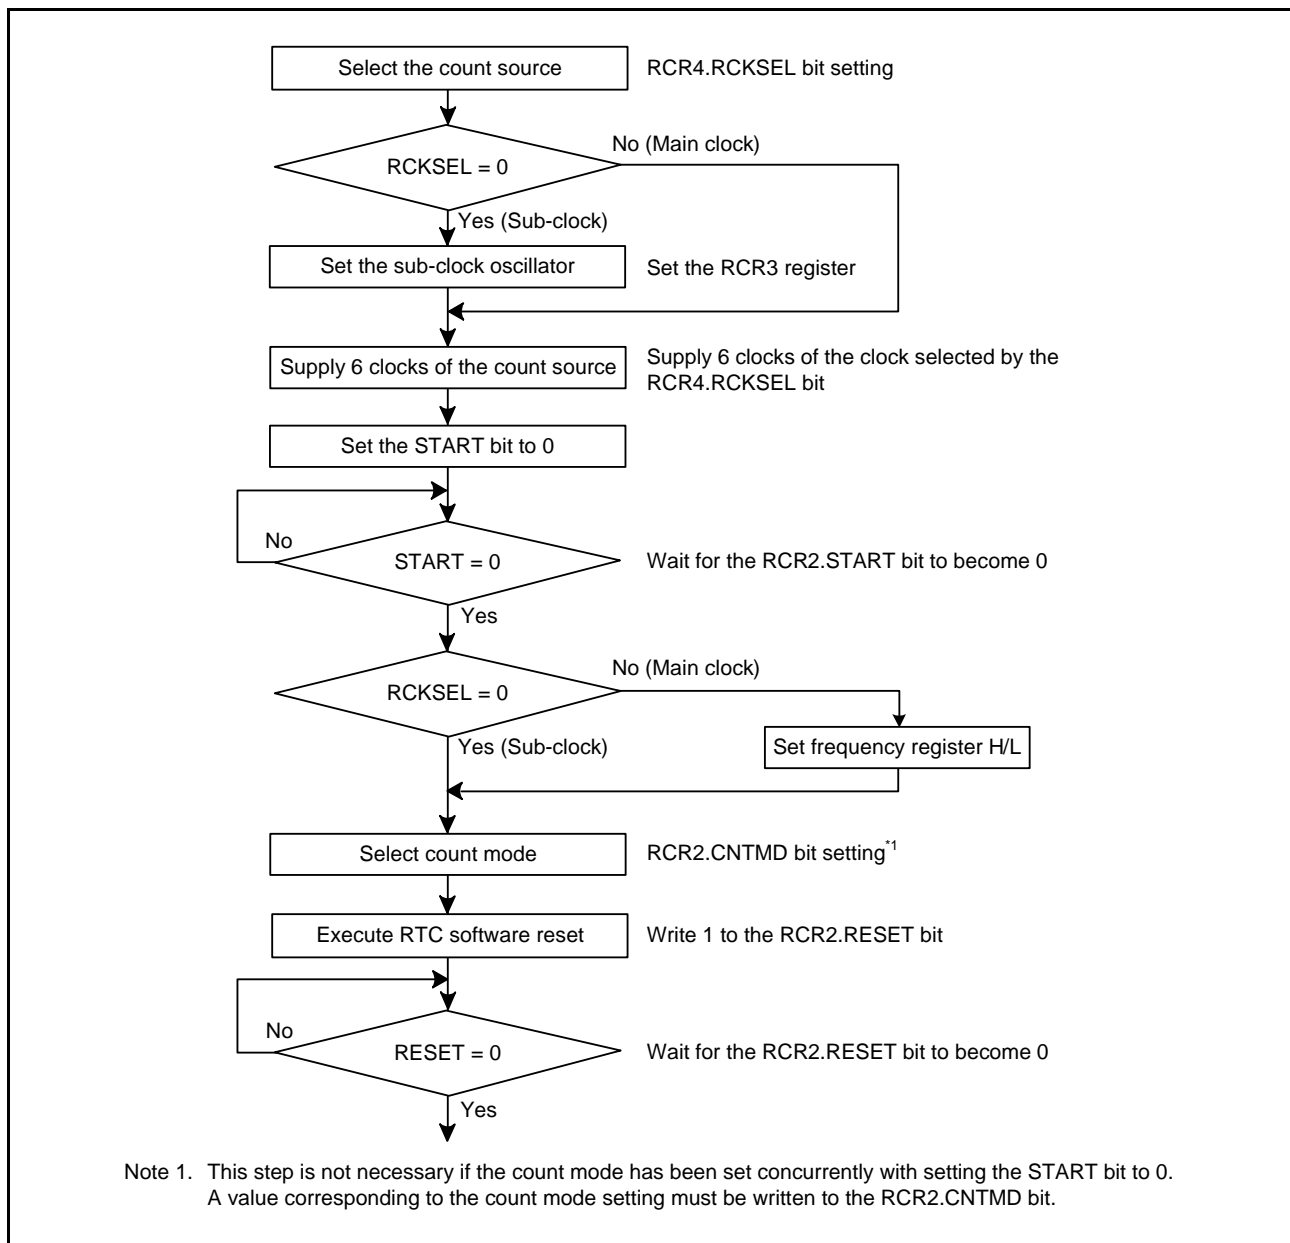 Select the count source
RCR4.RCKSEL bit setting
No (Main clock)
RCKSEL = 0
Yes (Sub-clock)
Set the sub-clock oscillator
Set the RCR3 register
Supply 6 clocks of the count source
Supply 6 clocks of the clock selected by the
RCR4.RCKSEL bit
Set the START bit to 0
No
START = 0
Wait for the RCR2.START bit to become 0
Yes
No (Main clock)
RCKSEL = 0
Yes (Sub-clock)
Set frequency register H/L
Select count mode
RCR2.CNTMD bit setting*1
Execute RTC software reset
Write 1 to the RCR2.RESET bit
No
RESET = 0
Wait for the RCR2.RESET bit to become 0
Yes
Note 1. This step is not necessary if the count mode has been set concurrently with setting the START bit to 0.
A value corresponding to the count mode setting must be written to the RCR2.CNTMD bit.